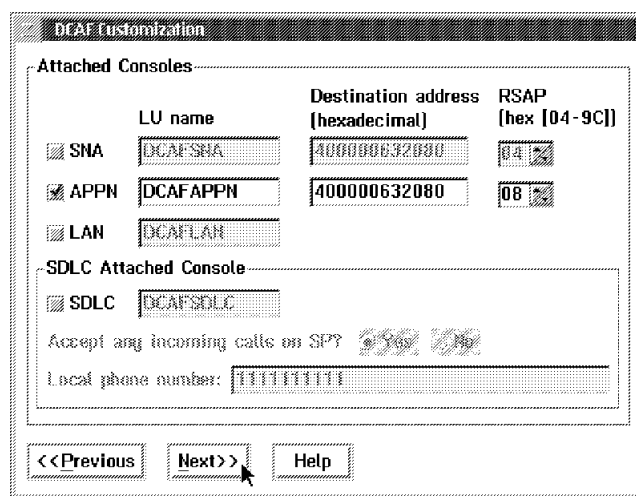 DCAF Customization
Attached Consoles
LU name Destination address (hexadecimal) RSAP (hex [04-9C])
SNA DCAFSNA 400000632080 04
APPN DCAFAPPN 400000632080 08
LAN DCAFLAN
SDLC Attached Console
SDLC DCAFSDLC
Accept any incoming calls on SP? Yes No
Local phone number: 1111111111
<<Previous Next>> Help